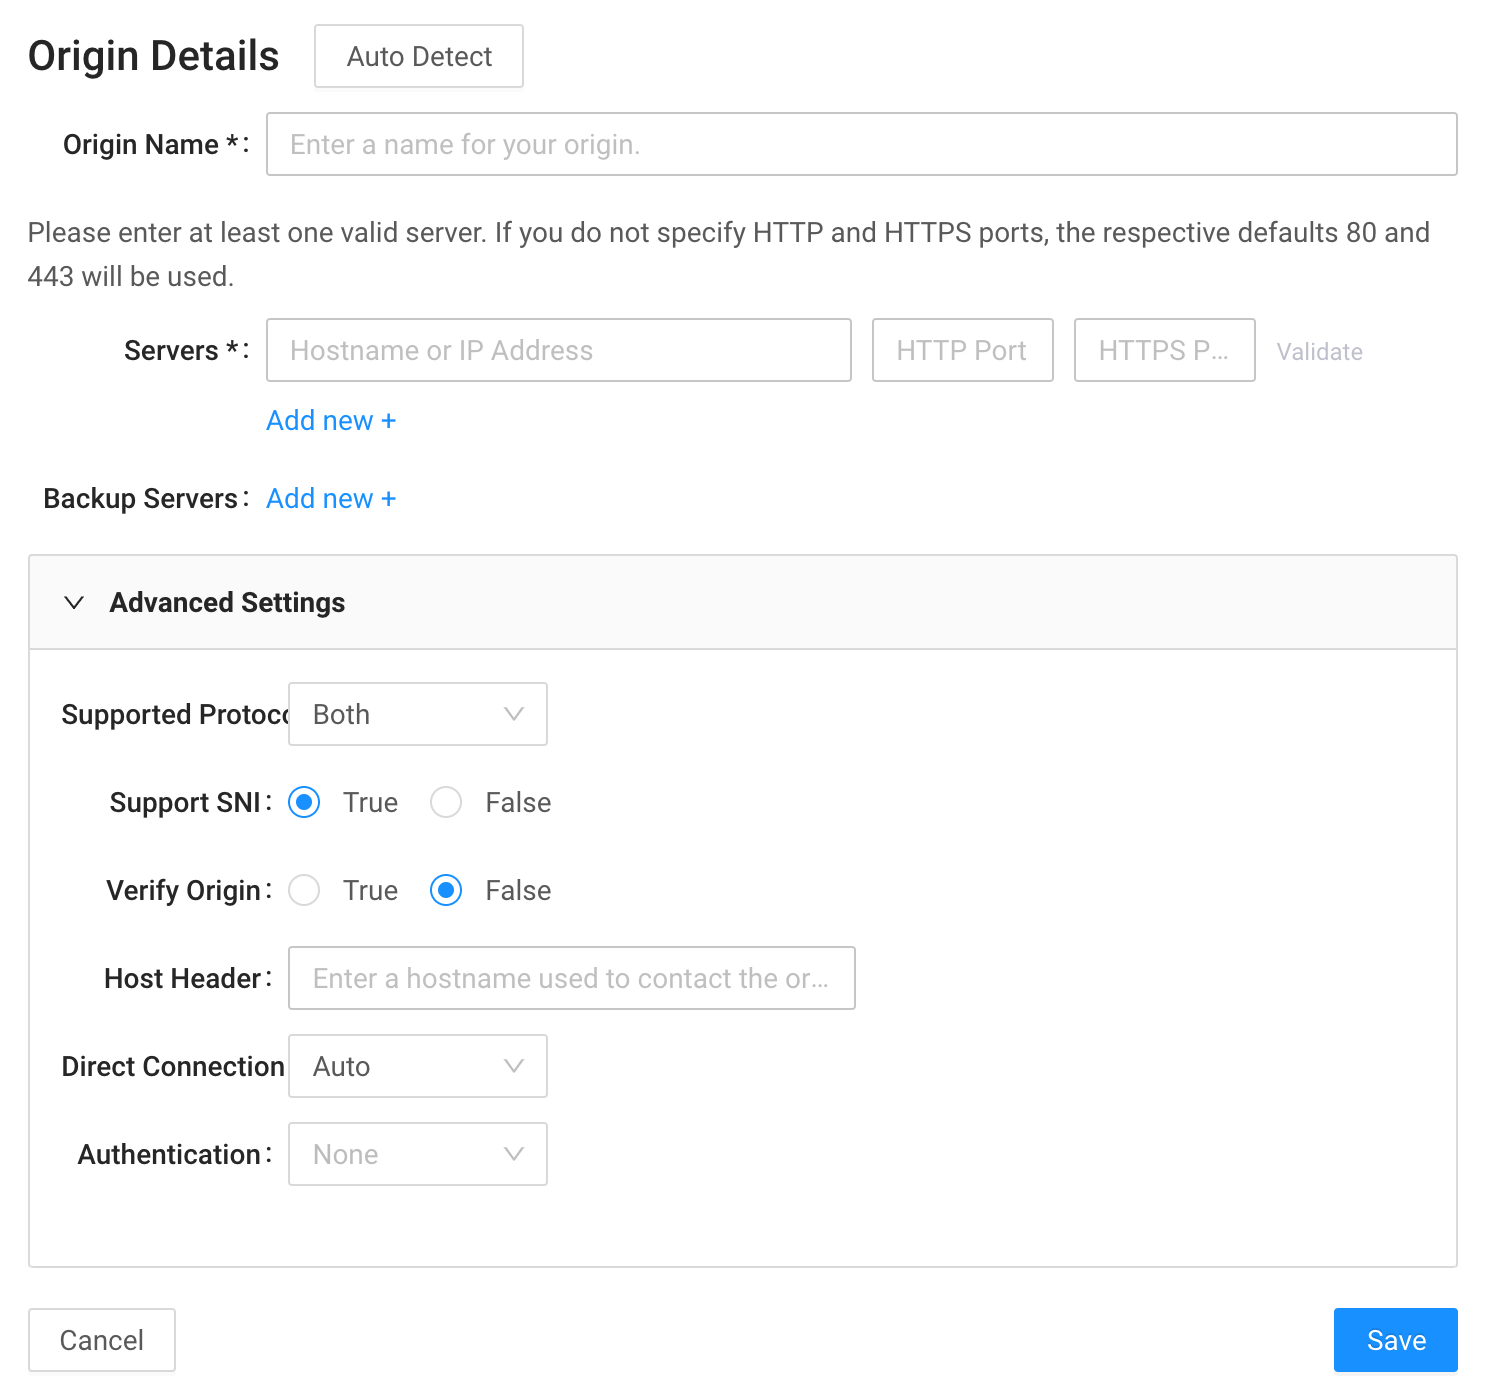 Origin Details Auto Detect
Origin Name *: Enter a name for your origin.
Please enter at least one valid server. If you do not specify HTTP and HTTPS ports, the respective defaults 80 and
443 will be used.
Servers *: Hostname or IP Address HTTP Port HTTPS P... Validate
Add new +
Backup Servers: Add new +
Advanced Settings
Supported Protoco Both
Support SNI: True False
Verify Origin: True False
Host Header: Enter a hostname used to contact the or...
Direct Connection Auto
Authentication: None
Cancel Save